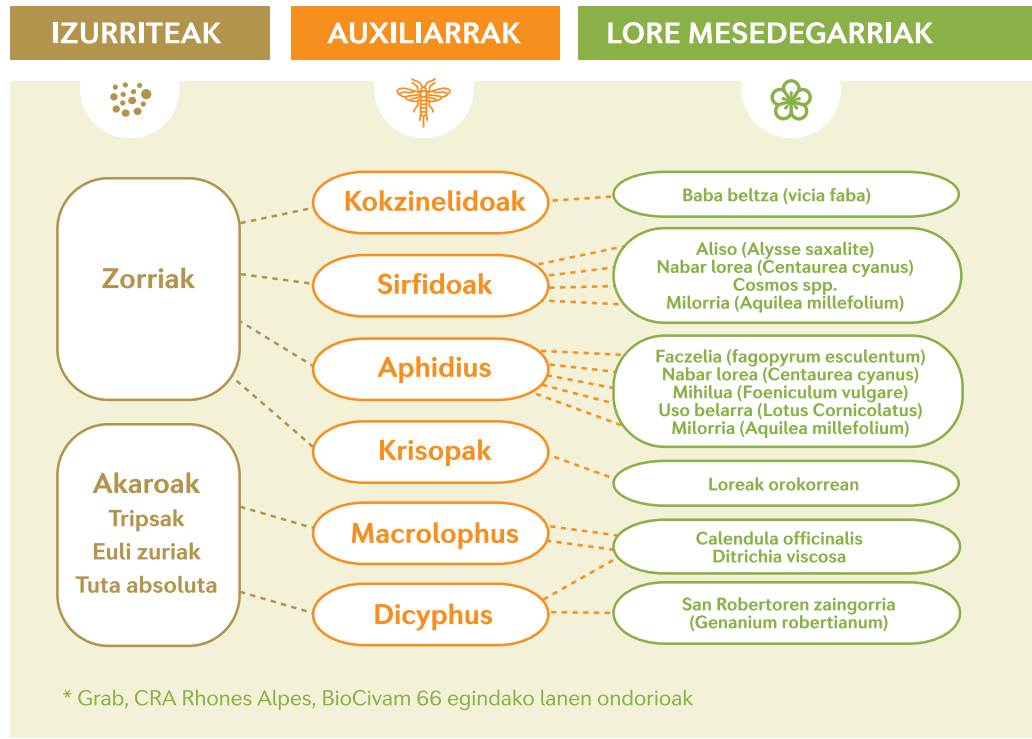 IZURRITEAK
AUXILIARRAK
LORE MESEDEGARRIAK
Zorriak
Akaroak
Tripsak
Euli zuriak
Tuta absoluta
Kokzinelidoak
Sirfidoak
Aphidius
Krisopak
Macrolophus
Dicyphus
Baba beltza (vicia faba)
Aliso (Alysse saxalite)
Nabar lorea (Centaurea cyanus)
Cosmos spp.
Milorria (Aquilea millefolium)
Faczelia (fagopyrum esculentum)
Nabar lorea (Centaurea cyanus)
Mihilua (Foeniculum vulgare)
Uso belarra (Lotus Cornicolatus)
Milorria (Aquilea millefolium)
Loreak orokorrean
Calendula officinalis
Ditrichia viscosa
San Robertoren zaingorria
(Genanium robertianum)
* Grab, CRA Rhones Alpes, BioCivam 66 egindako lanen ondorioak